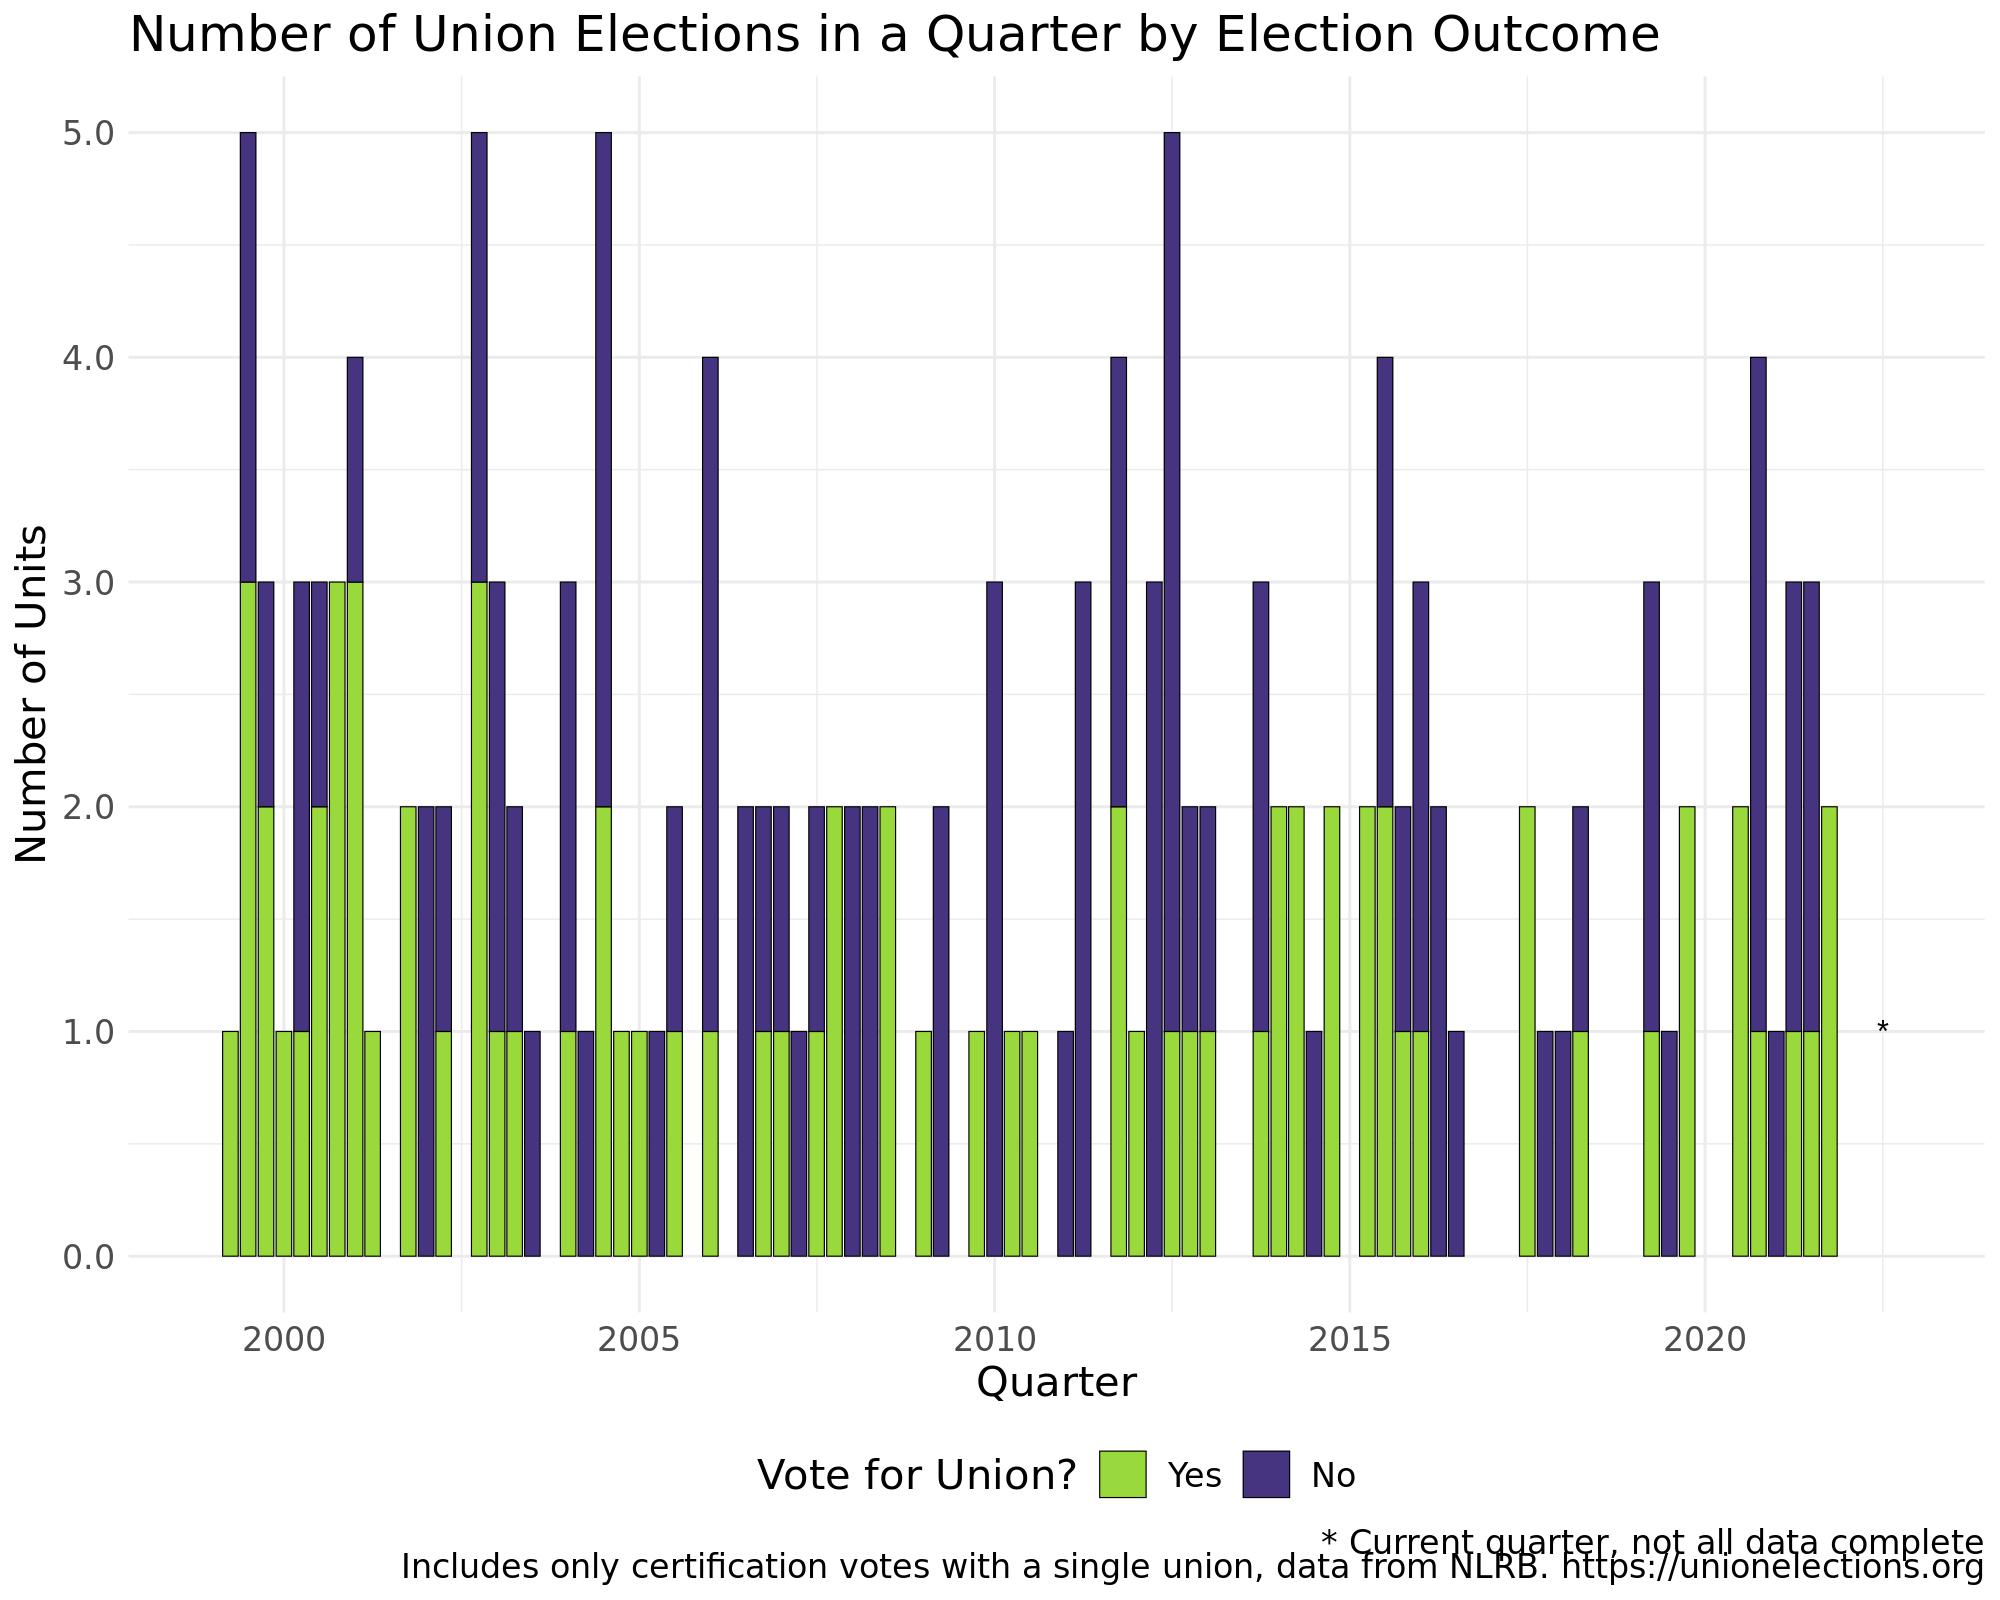 Number of Union Elections in a Quarter by Election Outcome
Number of Units
5.0
4.0
3.0
2.0
1.0
0.0
*
2000 2005 2010 2015 2020
Quarter
Vote for Union? Yes No
* Current quarter, not all data complete
Includes only certification votes with a single union, data from NLRB. https://unionelections.org